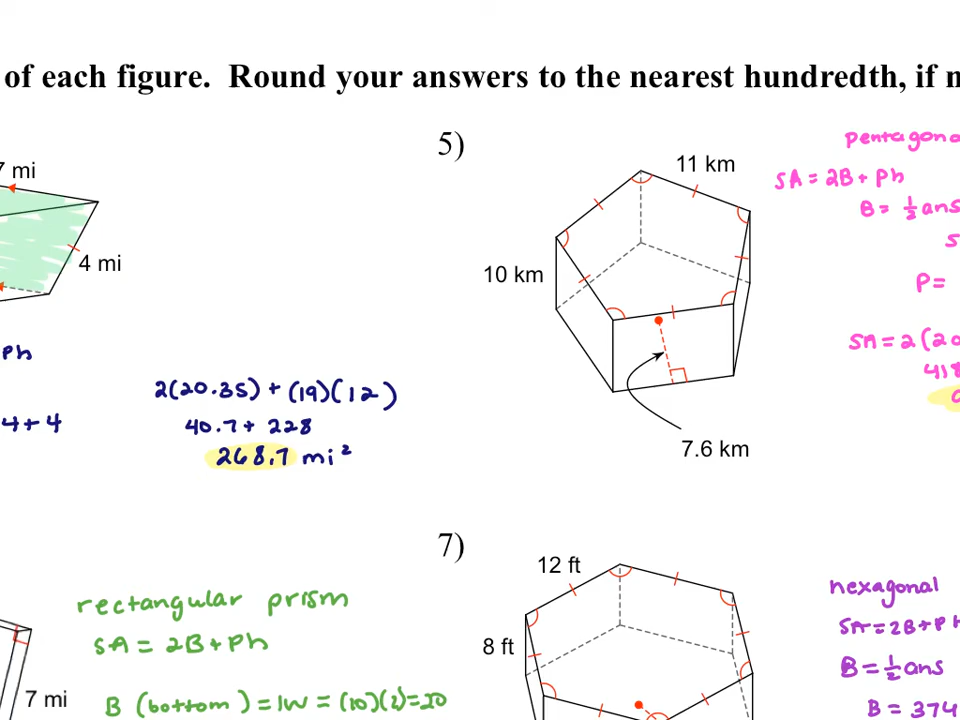 of each figure. Round your answers to the nearest hundredth, if
7 mi
4 mi
Ph
4 + 4
2(20.35) + (19)(12)
40.7 + 228
268.7 mi²
5)
11 km
10 km
7.6 km
SA = 2B + Ph
B = ½ans
P =
SA = 2(20
418
7)
12 ft
8 ft
hexagonal
SA = 2B + P
B = ½ans
B = 374
rectangular prism
SA = 2B + Ph
7 mi
B (bottom) = lw = (10)(2) = 20